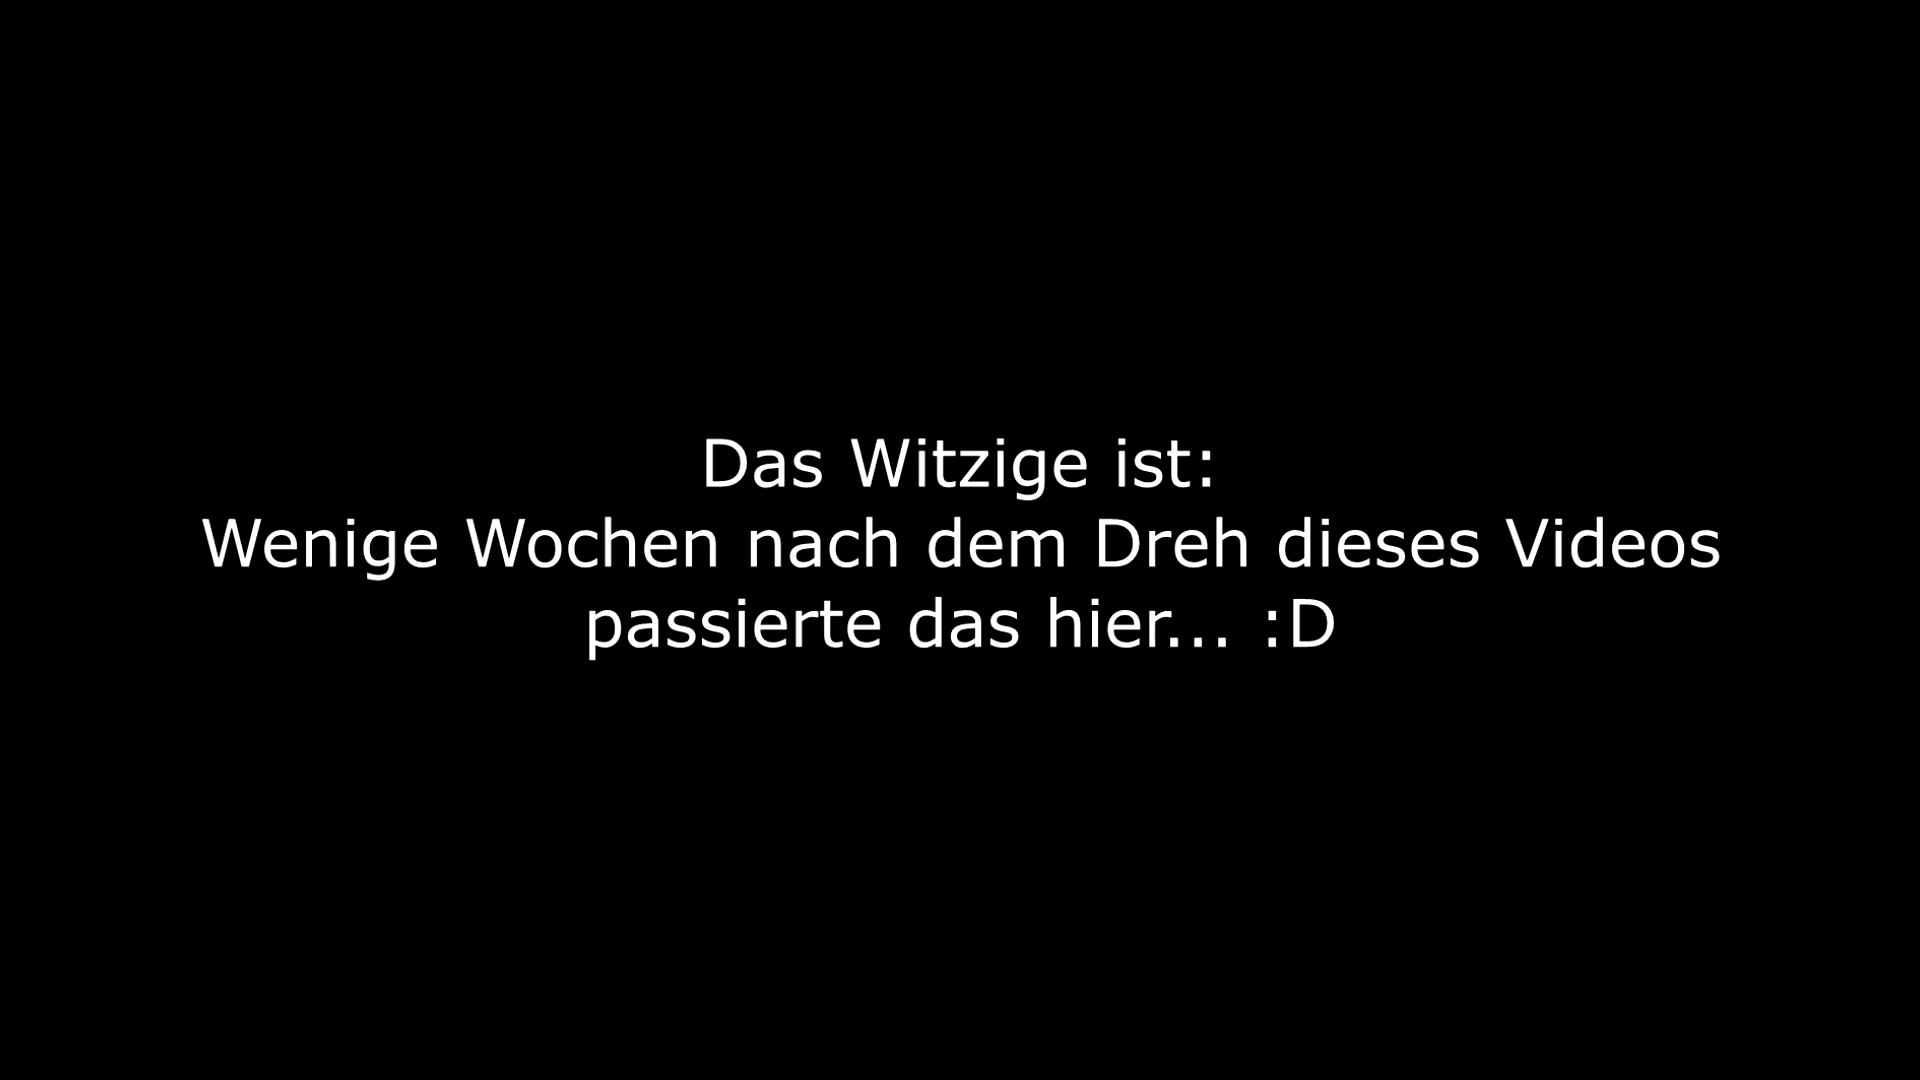 Das Witzige ist:
Wenige Wochen nach dem Dreh dieses Videos
passierte das hier... :D